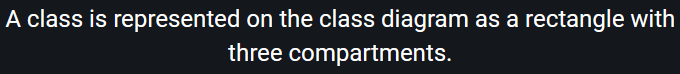 A class is represented on the class diagram as a rectangle with
three compartments.